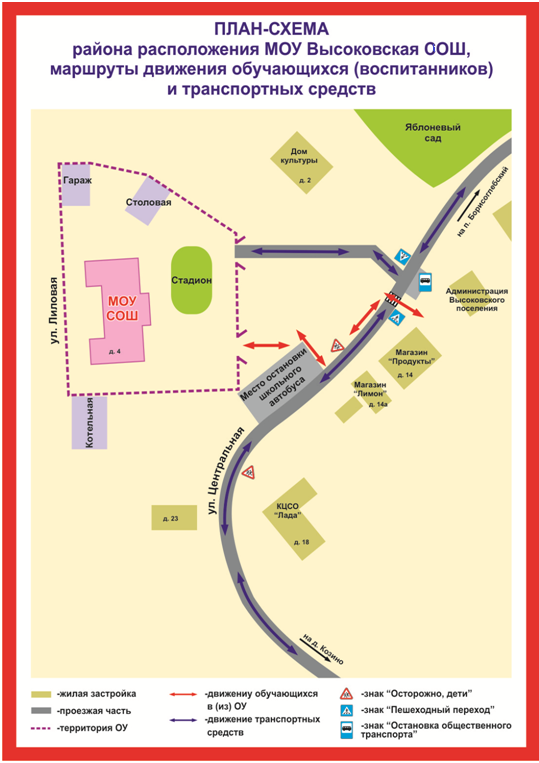 ПЛАН-СХЕМА
района расположения МОУ Высоковская ООШ,
маршруты движения обучающихся (воспитанников)
и транспортных средств
Яблоневый
сад
Дом
культуры
д. 2
Гараж
Столовая
на п. Борисоглебский
ул. Лиловая
Стадион
МОУ
СОШ
д. 4
Администрация
Высоковского
поселения
Магазин
"Продукты"
д. 14
Место остановки
школьного
автобуса
Магазин
"Лимон"
д. 14а
Котельная
ул. Центральная
КЦСО
"Лада"
д. 18
д. 23
на д. Козино
-жилая застройка
-проезжая часть
-территория ОУ
-движениу обучающихся
в (из) ОУ
-движение транспортных
средств
-знак "Осторожно, дети"
-знак "Пешеходный переход"
-знак "Остановка общественного
транспорта"